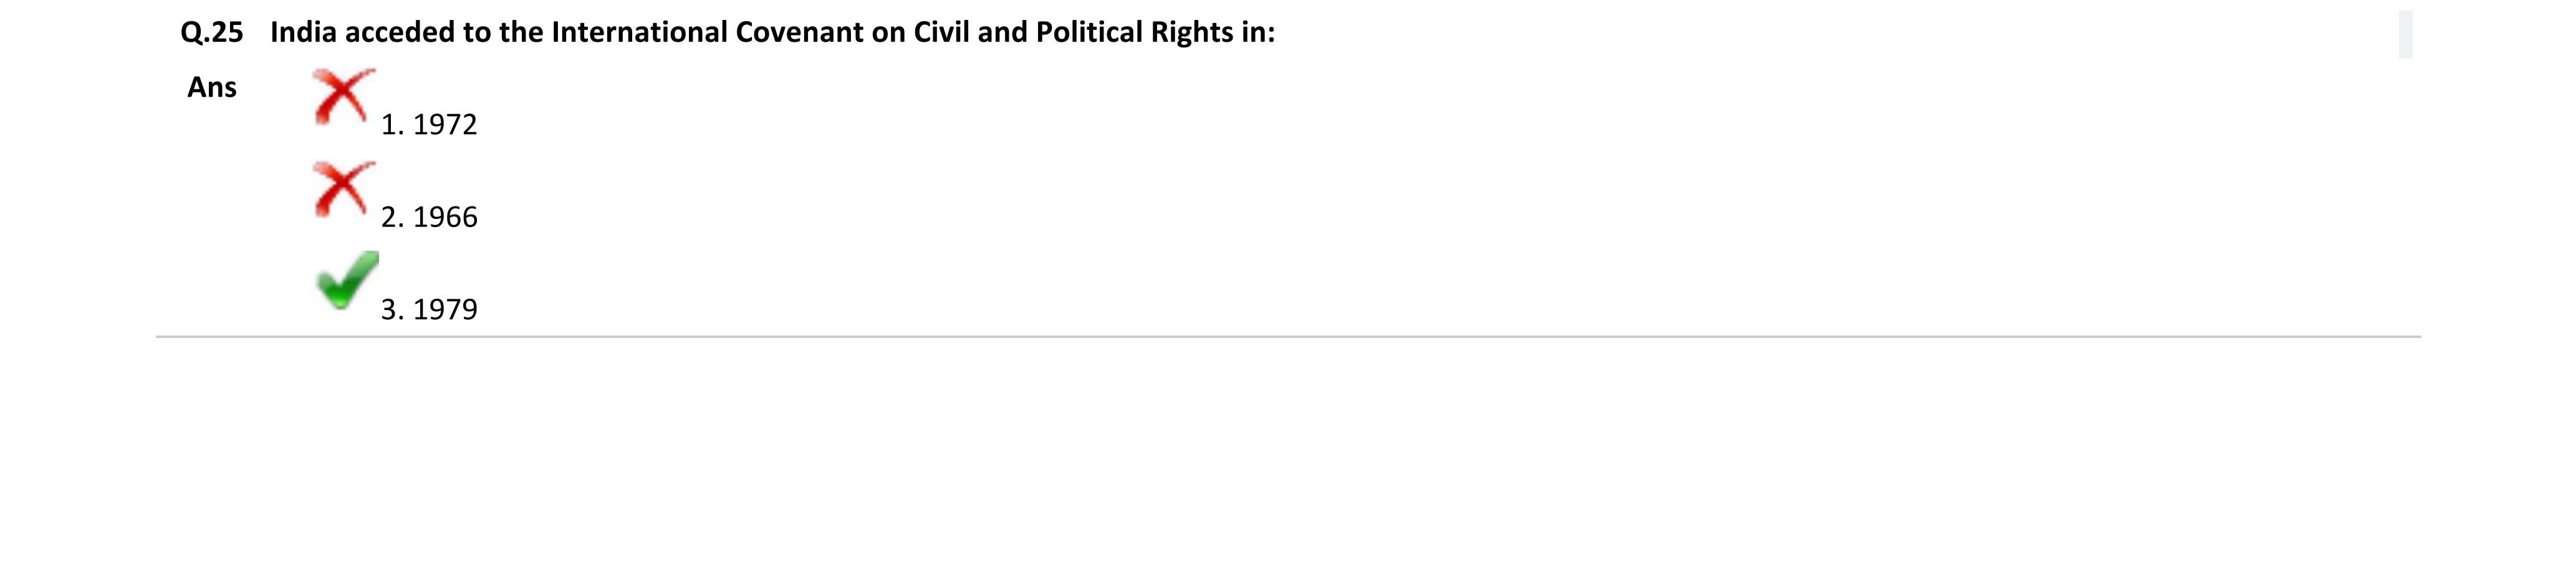 Q.25 India acceded to the International Covenant on Civil and Political Rights in:
Ans
1. 1972
2. 1966
3. 1979